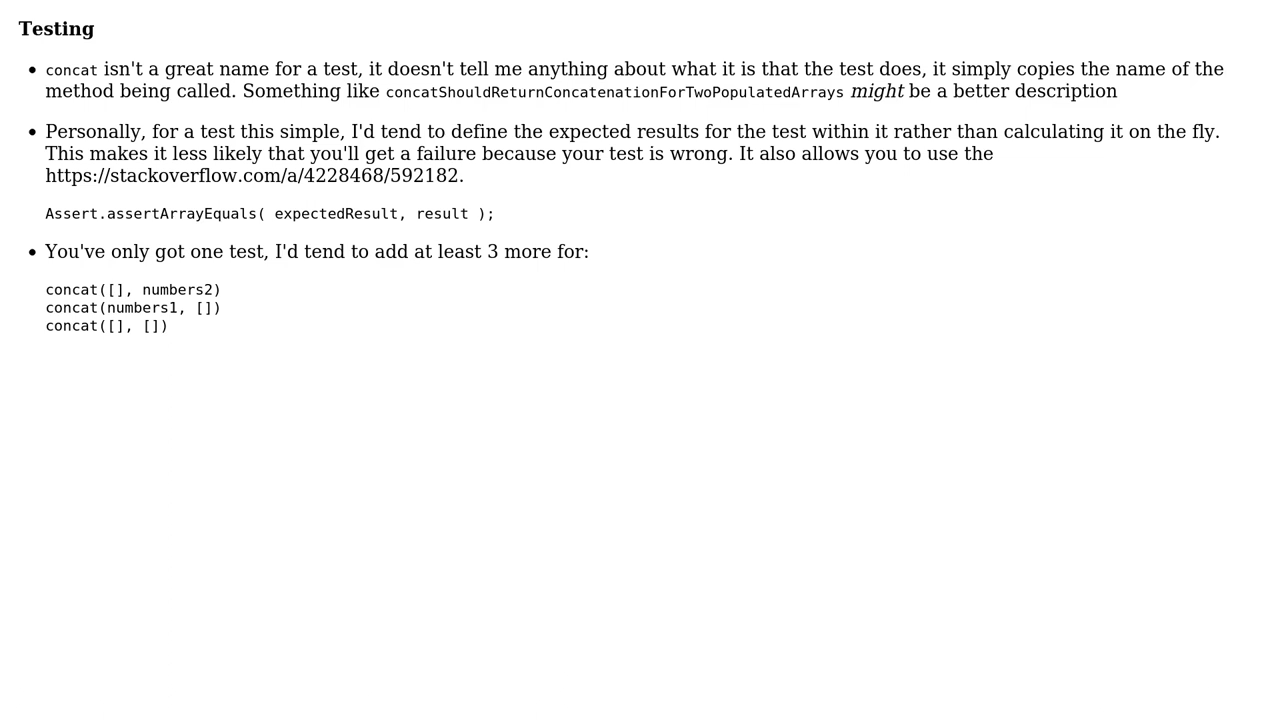 Testing
• concat isn't a great name for a test, it doesn't tell me anything about what it is that the test does, it simply copies the name of the
method being called. Something like concatShouldReturnConcatenationForTwoPopulatedArrays might be a better description
• Personally, for a test this simple, I'd tend to define the expected results for the test within it rather than calculating it on the fly.
This makes it less likely that you'll get a failure because your test is wrong. It also allows you to use the
https://stackoverflow.com/a/4228468/592182.
Assert.assertArrayEquals( expectedResult, result );
• You've only got one test, I'd tend to add at least 3 more for:
concat([], numbers2)
concat(numbers1, [])
concat([], [])